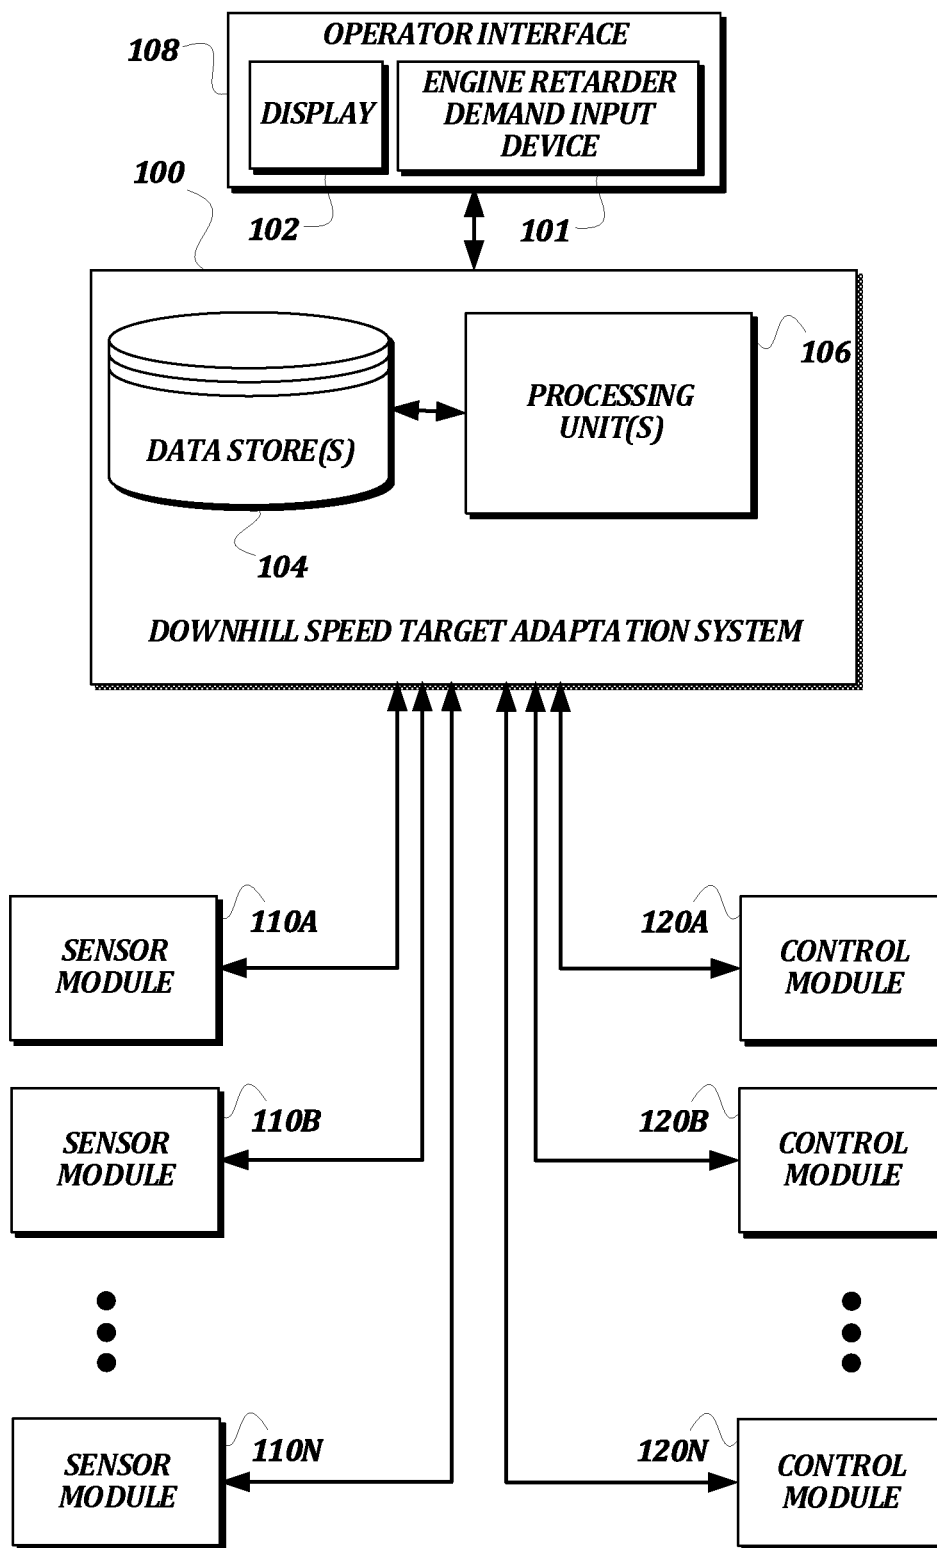 OPERATOR INTERFACE
108
DISPLAY
ENGINE RETARDER
DEMAND INPUT
DEVICE
100
102
101
106
PROCESSING
UNIT(S)
DATA STORE(S)
104
DOWNHILL SPEED TARGET ADAPTATION SYSTEM
110A
SENSOR
MODULE
120A
CONTROL
MODULE
110B
SENSOR
MODULE
120B
CONTROL
MODULE
110N
SENSOR
MODULE
120N
CONTROL
MODULE